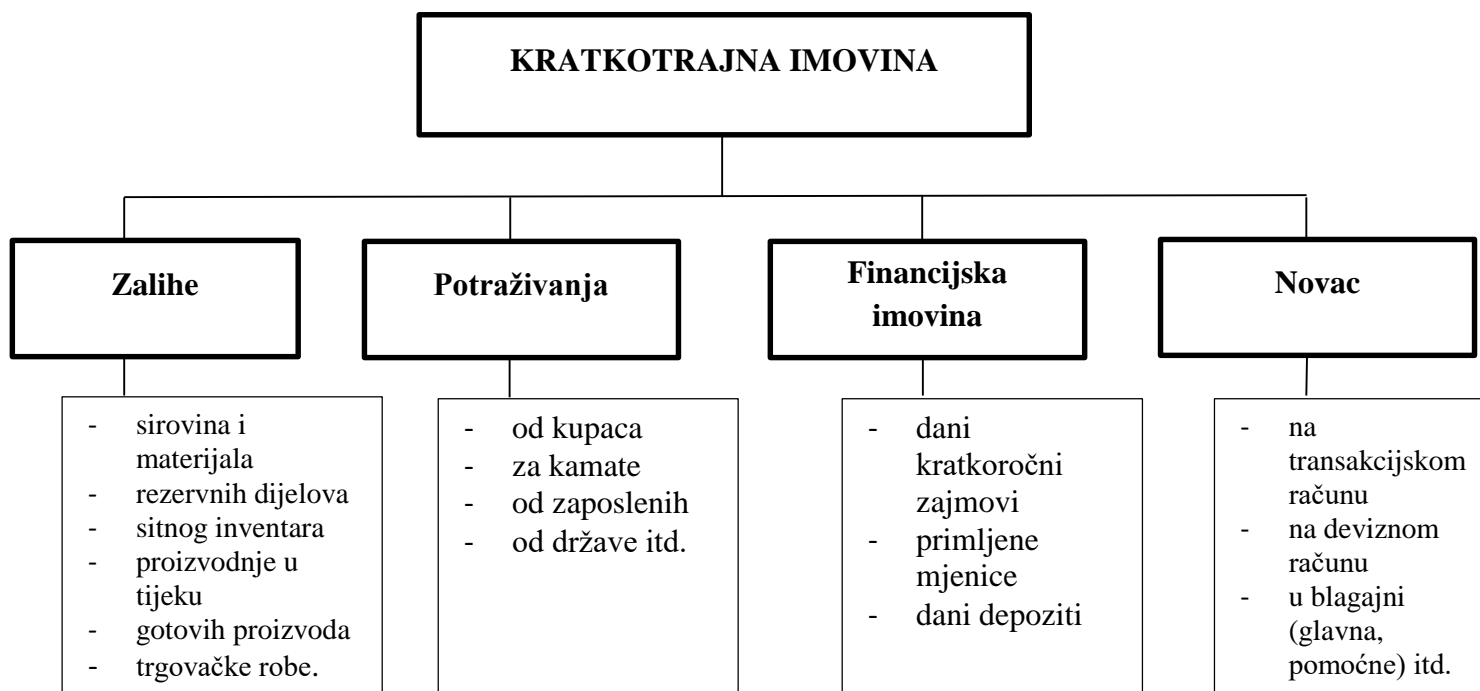 KRATKOTRAJNA IMOVINA
Zalihe
- sirovina i
materijala
- rezervnih dijelova
- sitnog inventara
- proizvodnje u
tijeku
- gotovih proizvoda
- trgovačke robe.
Potraživanja
- od kupaca
- za kamate
- od zaposlenih
- od države itd.
Financijska
imovina
- dani
kratkoročni
zajmovi
- primljene
mjenice
- dani depoziti
Novac
- na
transakcijskom
računu
- na deviznom
računu
- u blagajni
(glavna,
pomoćne) itd.